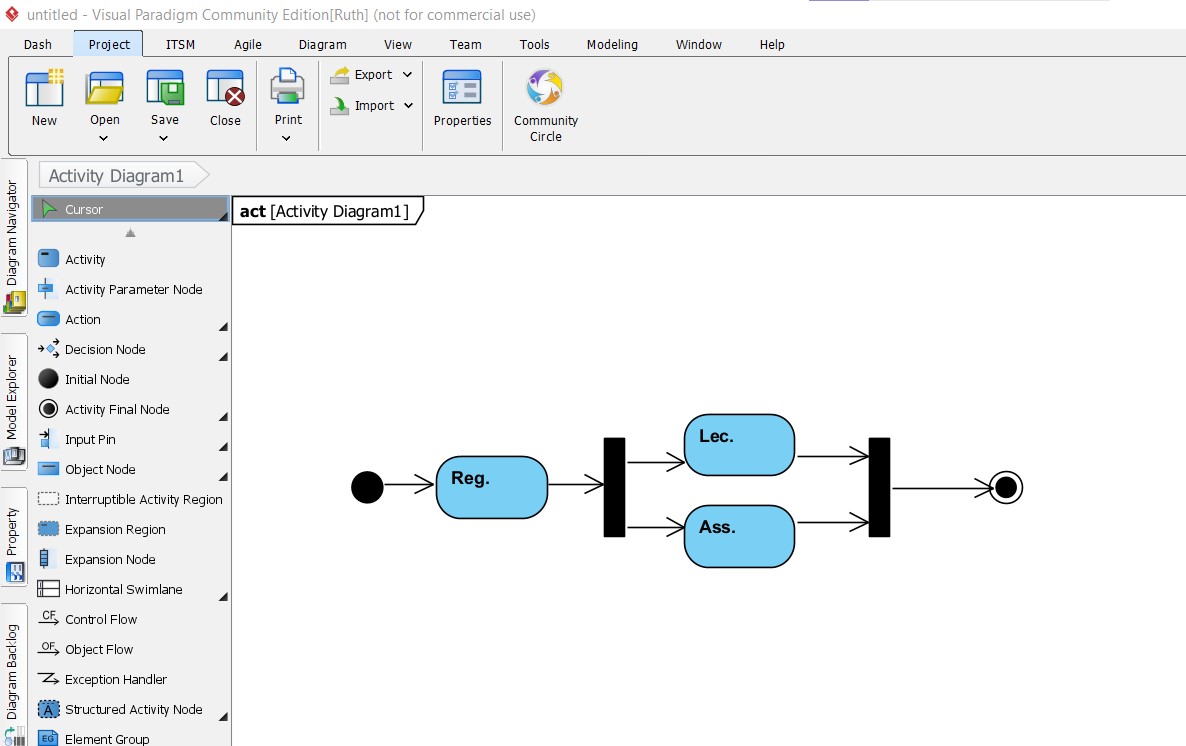 untitled - Visual Paradigm Community Edition[Ruth] (not for commercial use)
Dash Project ITSM Agile Diagram View Team Tools Modeling Window Help
New
Open
Save
Close
Print
Export
Import
Properties
Community
Circle
Activity Diagram1
Diagram Navigator
Model Explorer
Property
Diagram Backlog
Cursor
Activity
Activity Parameter Node
Action
Decision Node
Initial Node
Activity Final Node
Input Pin
Object Node
Interruptible Activity Region
Expansion Region
Expansion Node
Horizontal Swimlane
CF Control Flow
OF Object Flow
Exception Handler
A Structured Activity Node
EG Element Group
act [Activity Diagram1]
Reg.
Lec.
Ass.